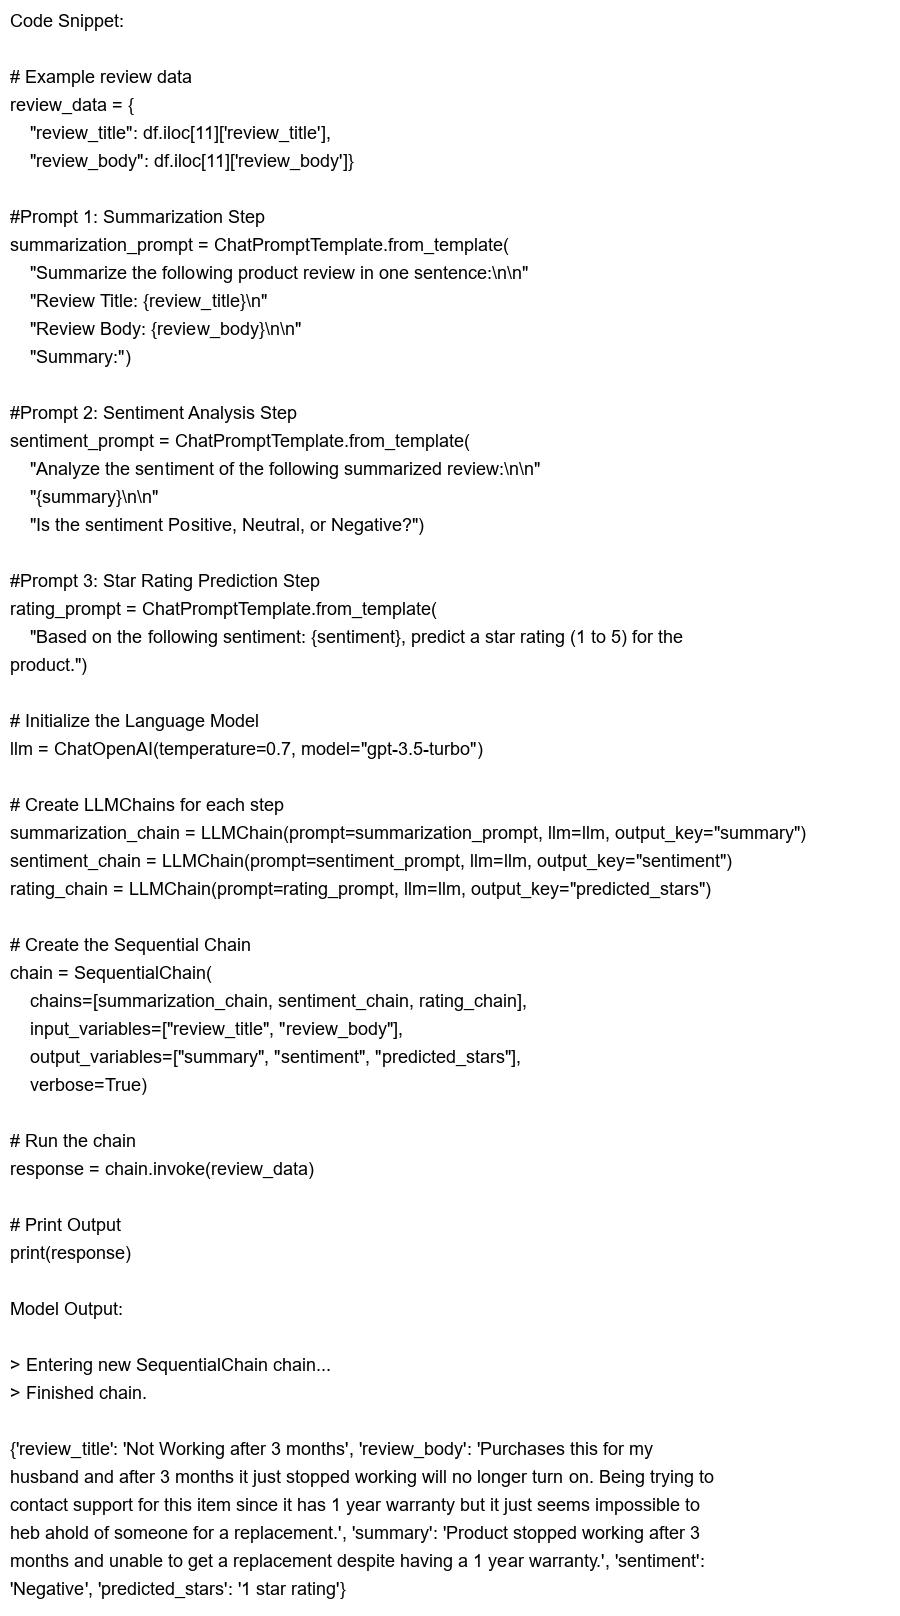 Code Snippet:
# Example review data
review_data = {
"review_title": df.iloc[11]['review_title'],
"review_body": df.iloc[11]['review_body']}
#Prompt 1: Summarization Step
summarization_prompt = ChatPromptTemplate.from_template(
"Summarize the following product review in one sentence:\n\n"
"Review Title: {review_title}\n"
"Review Body: {review_body}\n\n"
"Summary:")
#Prompt 2: Sentiment Analysis Step
sentiment_prompt = ChatPromptTemplate.from_template(
"Analyze the sentiment of the following summarized review:\n\n"
"{summary}\n\n"
"Is the sentiment Positive, Neutral, or Negative?")
#Prompt 3: Star Rating Prediction Step
rating_prompt = ChatPromptTemplate.from_template(
"Based on the following sentiment: {sentiment}, predict a star rating (1 to 5) for the
product.")
# Initialize the Language Model
llm = ChatOpenAI(temperature=0.7, model="gpt-3.5-turbo")
# Create LLMChains for each step
summarization_chain = LLMChain(prompt=summarization_prompt, llm=llm, output_key="summary")
sentiment_chain = LLMChain(prompt=sentiment_prompt, llm=llm, output_key="sentiment")
rating_chain = LLMChain(prompt=rating_prompt, llm=llm, output_key="predicted_stars")
# Create the Sequential Chain
chain = SequentialChain(
chains=[summarization_chain, sentiment_chain, rating_chain],
input_variables=["review_title", "review_body"],
output_variables=["summary", "sentiment", "predicted_stars"],
verbose=True)
# Run the chain
response = chain.invoke(review_data)
# Print Output
print(response)
Model Output:
> Entering new SequentialChain chain...
> Finished chain.
{'review_title': 'Not Working after 3 months', 'review_body': 'Purchases this for my
husband and after 3 months it just stopped working will no longer turn on. Being trying to
contact support for this item since it has 1 year warranty but it just seems impossible to
heb ahold of someone for a replacement.', 'summary': 'Product stopped working after 3
months and unable to get a replacement despite having a 1 year warranty.', 'sentiment':
'Negative', 'predicted_stars': '1 star rating'}